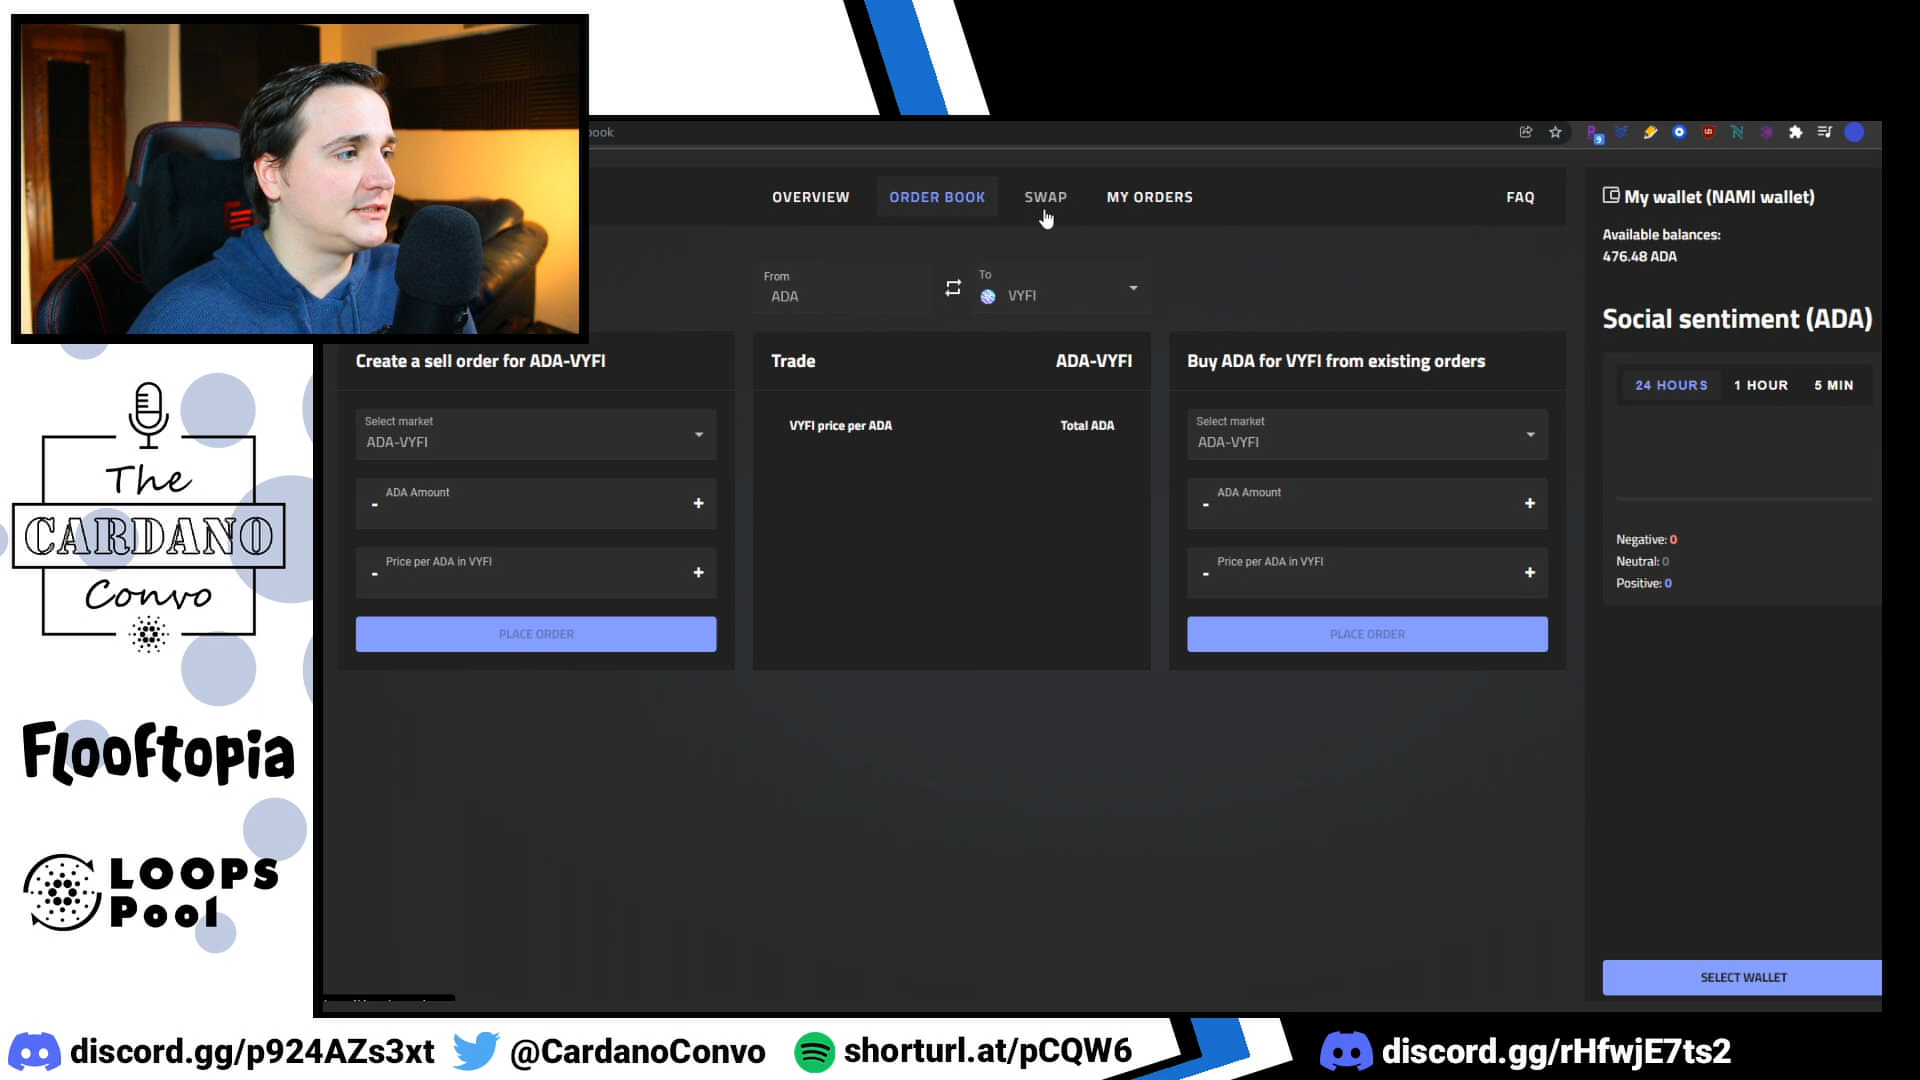 book
OVERVIEW
ORDER BOOK
SWAP
MY ORDERS
FAQ
From
ADA
To
VYFI
Create a sell order for ADA-VYFI
Select market
ADA-VYFI
- ADA Amount +
- Price per ADA in VYFI +
PLACE ORDER
Trade ADA-VYFI
VYFI price per ADA Total ADA
Buy ADA for VYFI from existing orders
Select market
ADA-VYFI
- ADA Amount +
- Price per ADA in VYFI +
PLACE ORDER
My wallet (NAMI wallet)
Available balances:
476.48 ADA
Social sentiment (ADA)
24 HOURS 1 HOUR 5 MIN
Negative: 0
Neutral: 0
Positive: 0
SELECT WALLET
The
CARDANO
Convo
Flooftopia
LOOPS
Pool
discord.gg/p924AZs3xt
@CardanoConvo
shorturl.at/pCQW6
discord.gg/rHfwjE7ts2